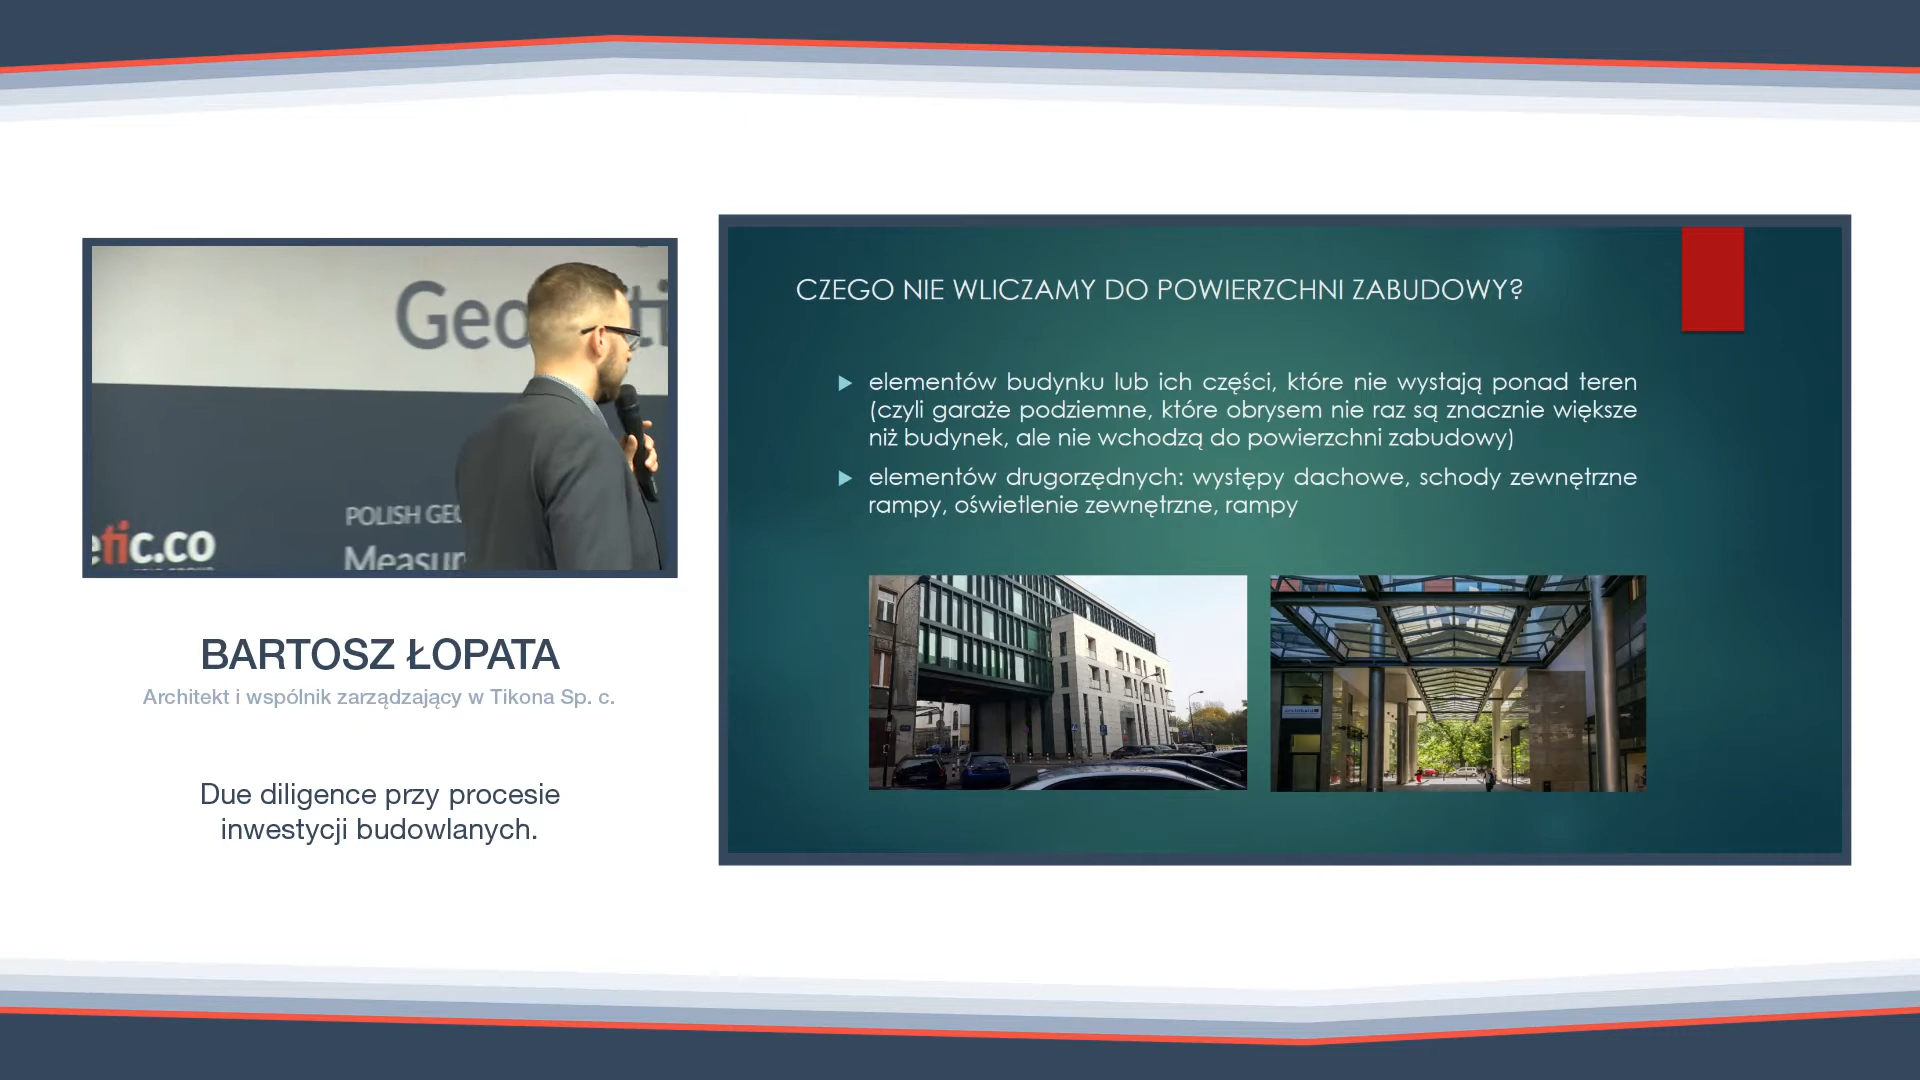 Geo
POLISH GEO
etic.co
Measur
BARTOSZ ŁOPATA
Architekt i wspólnik zarządzający w Tikona Sp. c.
Due diligence przy procesie
inwestycji budowlanych.
CZEGO NIE WLICZAMY DO POWIERZCHNI ZABUDOWY?
elementów budynku lub ich części, które nie wystają ponad teren
(czyli garaże podziemne, które obrysem nie raz są znacznie większe
niż budynek, ale nie wchodzą do powierzchni zabudowy)
elementów drugorzędnych: występy dachowe, schody zewnętrzne
rampy, oświetlenie zewnętrzne, rampy